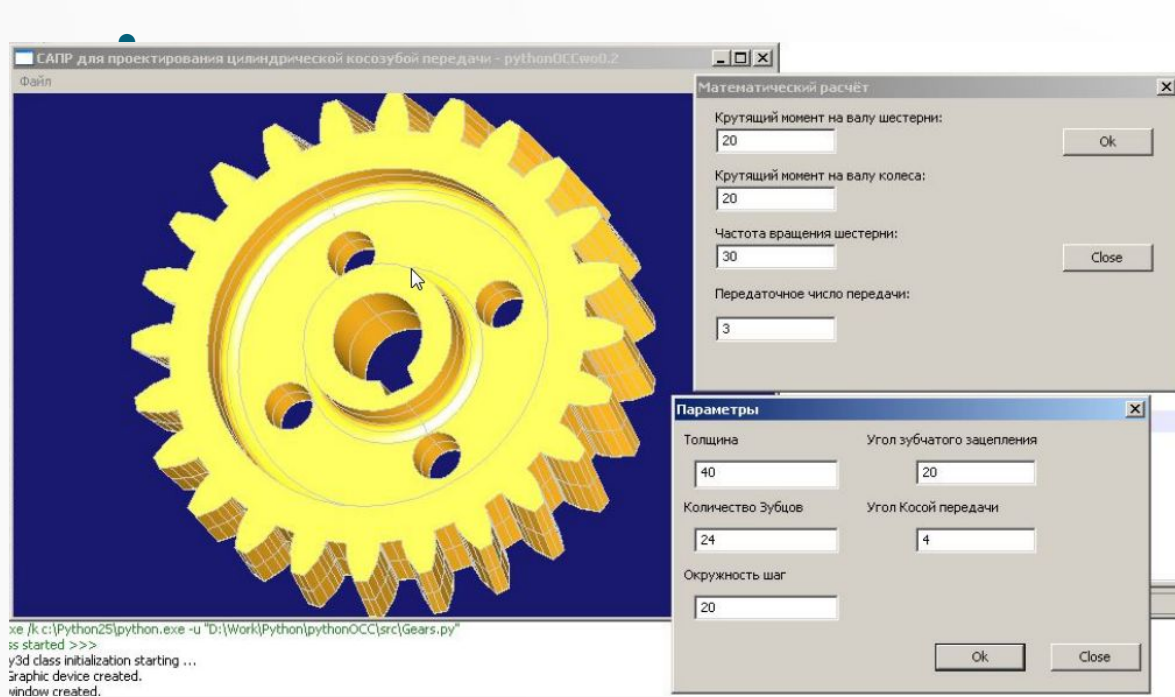 САПР для проектирования цилиндрической косозубой передачи - pythonOCCwo0.2
Файл
Математический расчёт
Крутящий момент на валу шестерни:
20
Ok
Крутящий момент на валу колеса:
20
Частота вращения шестерни:
30
Close
Передаточное число передачи:
3
Параметры
Толщина
Угол зубчатого зацепления
40
20
Количество Зубцов
Угол Косой передачи
24
4
Окружность шаг
20
Ok
Close
xe /k c:\Python25\python.exe -u "D:\Work\Python\pythonOCC\src\Gears.py"
ss started >>>
y3d class initialization starting ...
Graphic device created.
window created.